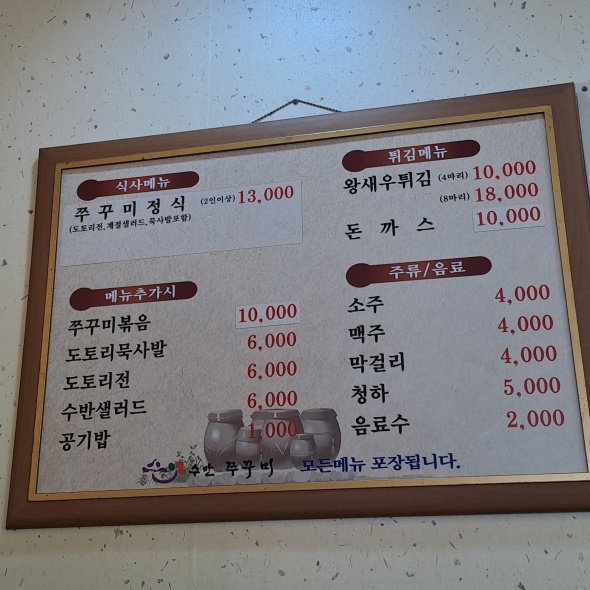 식사메뉴
쭈꾸미정식 (2인이상) 13,000
(도토리전,계절샐러드,묵사발포함)
메뉴추가시
쭈꾸미볶음 10,000
도토리묵사발 6,000
도토리전 6,000
수반샐러드 6,000
공기밥 1,000
튀김메뉴
왕새우튀김 (4마리) 10,000
(8마리) 18,000
돈까스 10,000
주류/음료
소주 4,000
맥주 4,000
막걸리 4,000
청하 5,000
음료수 2,000
수반 쭈꾸미 모든메뉴 포장됩니다.